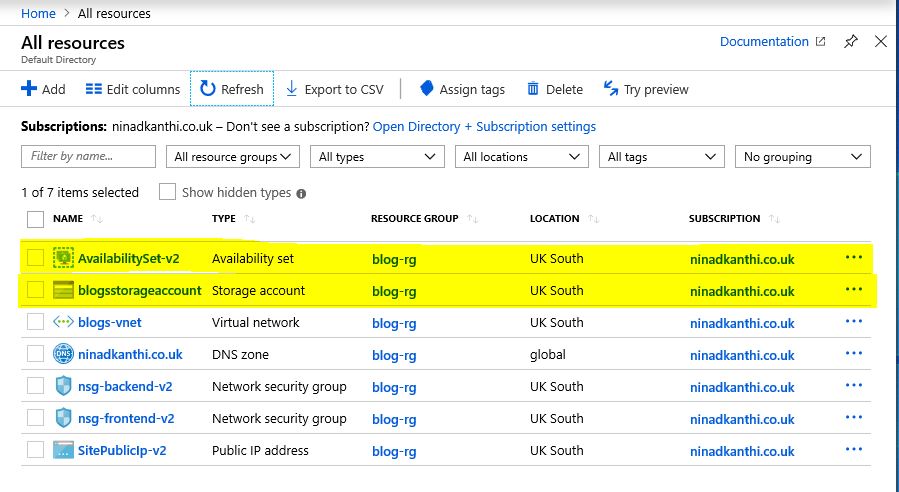 Home > All resources
All resources
Default Directory
Documentation
Add Edit columns Refresh Export to CSV Assign tags Delete Try preview
Subscriptions: ninadkanthi.co.uk – Don't see a subscription? Open Directory + Subscription settings
Filter by name... All resource groups All types All locations All tags No grouping
1 of 7 items selected Show hidden types
NAME TYPE RESOURCE GROUP LOCATION SUBSCRIPTION
AvailabilitySet-v2 Availability set blog-rg UK South ninadkanthi.co.uk
blogsstorageaccount Storage account blog-rg UK South ninadkanthi.co.uk
blogs-vnet Virtual network blog-rg UK South ninadkanthi.co.uk
DNS ninadkanthi.co.uk DNS zone blog-rg global ninadkanthi.co.uk
nsg-backend-v2 Network security group blog-rg UK South ninadkanthi.co.uk
nsg-frontend-v2 Network security group blog-rg UK South ninadkanthi.co.uk
SitePublicIp-v2 Public IP address blog-rg UK South ninadkanthi.co.uk